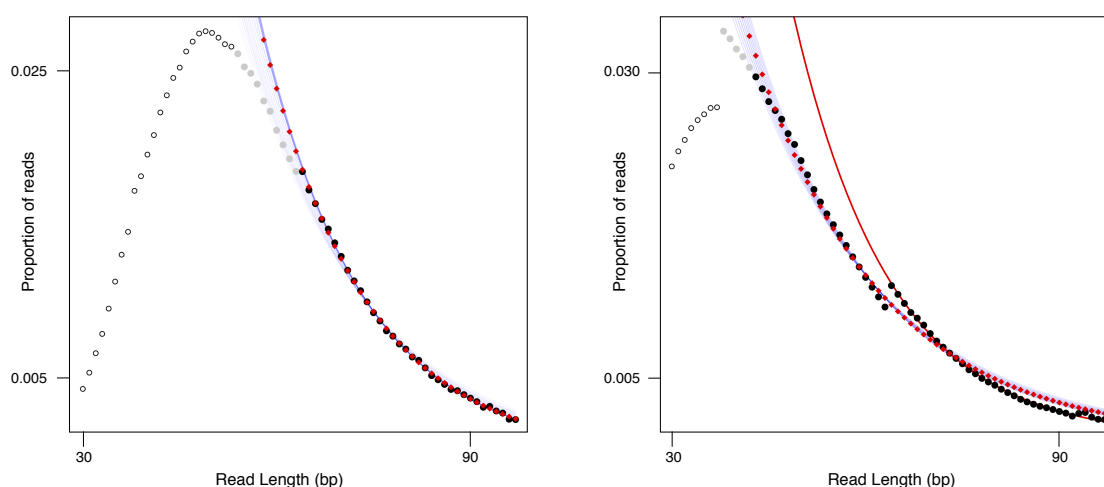 0.025
0.005
Proportion of reads
30
90
Read Length (bp)
0.030
0.005
Proportion of reads
30
90
Read Length (bp)